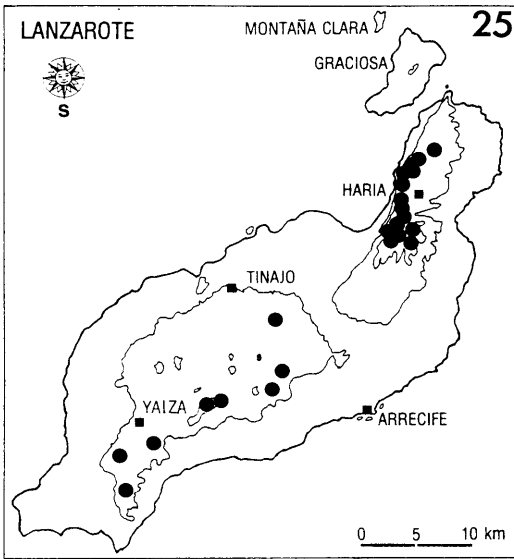 LANZAROTE
MONTAÑA CLARA
25
GRACIOSA
S
HARIA
TINAJO
YAIZA
ARRECIFE
0 5 10 km